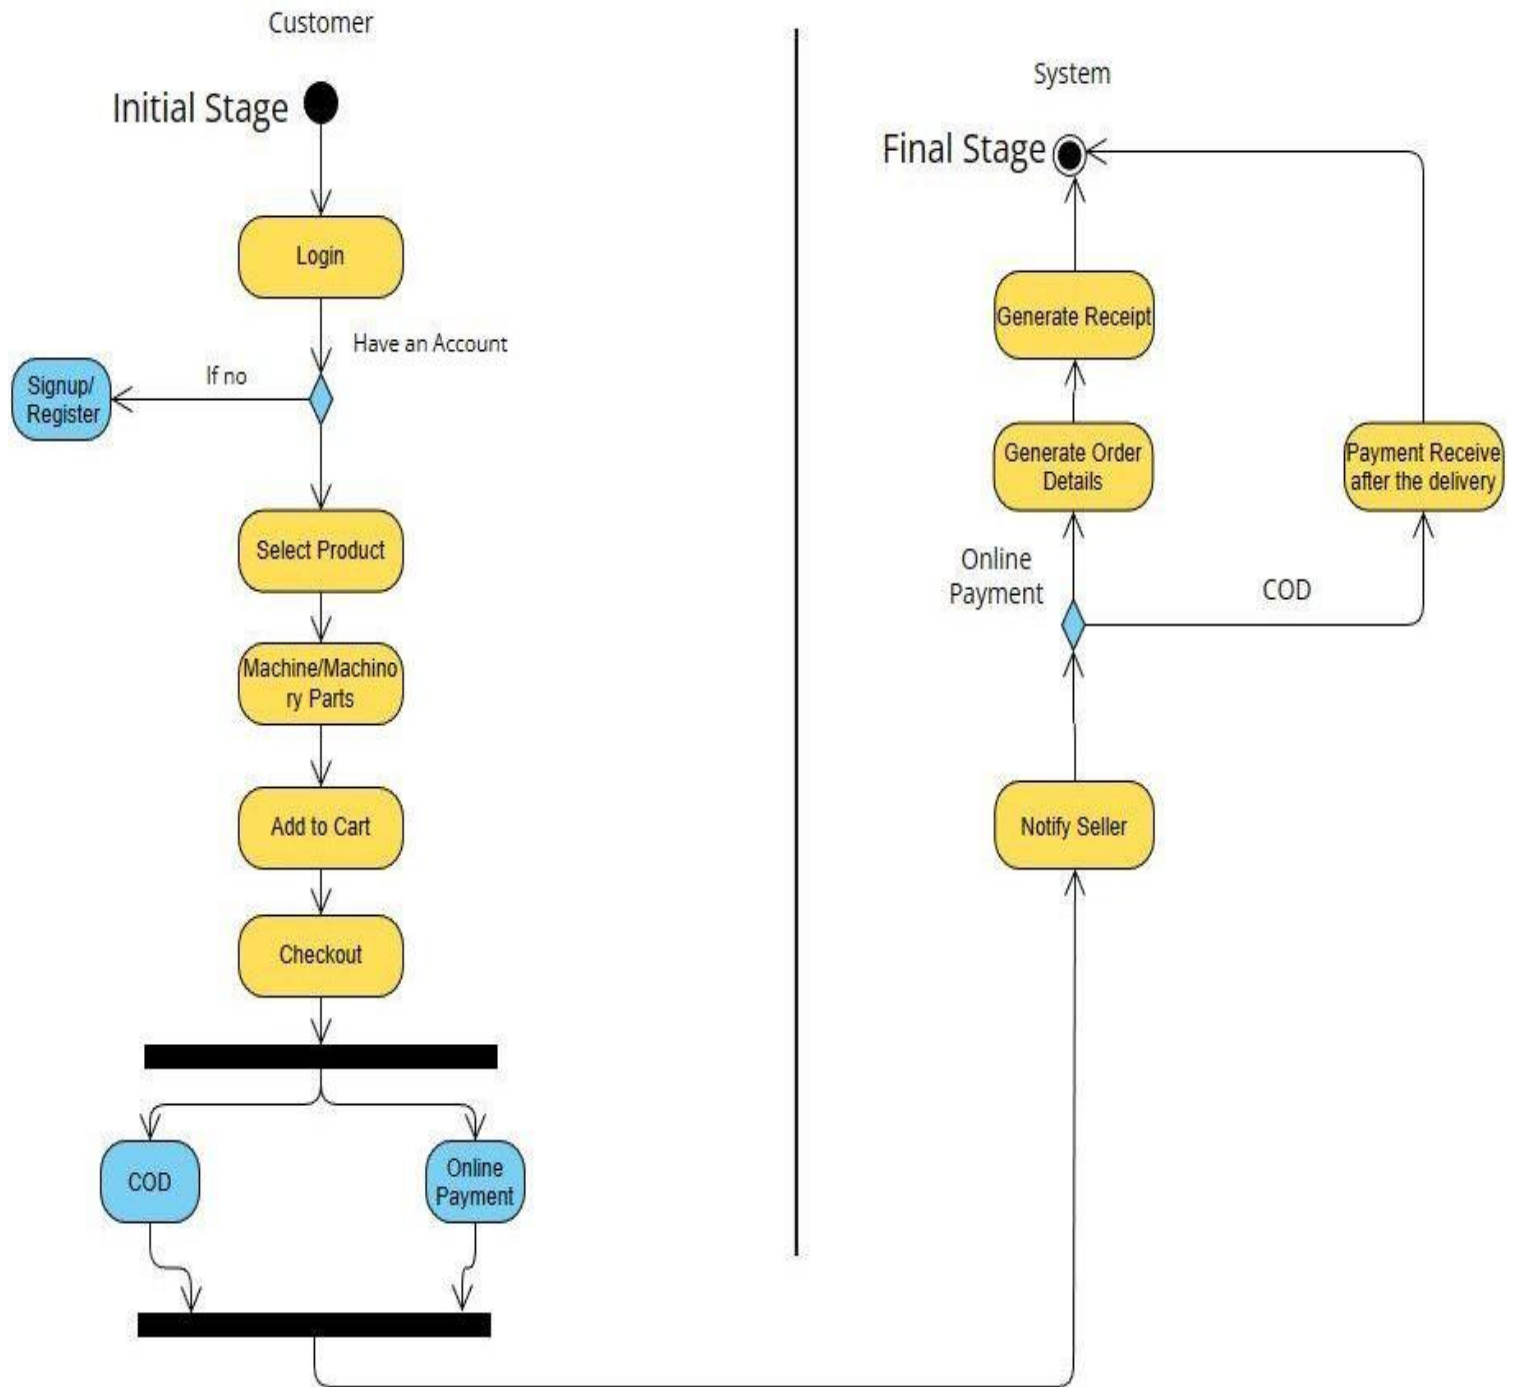 Customer
Initial Stage
Login
Have an Account
If no
Signup/
Register
Select Product
Machine/Machino
ry Parts
Add to Cart
Checkout
COD
Online
Payment
System
Final Stage
Generate Receipt
Generate Order
Details
Payment Receive
after the delivery
Online
Payment
COD
Notify Seller